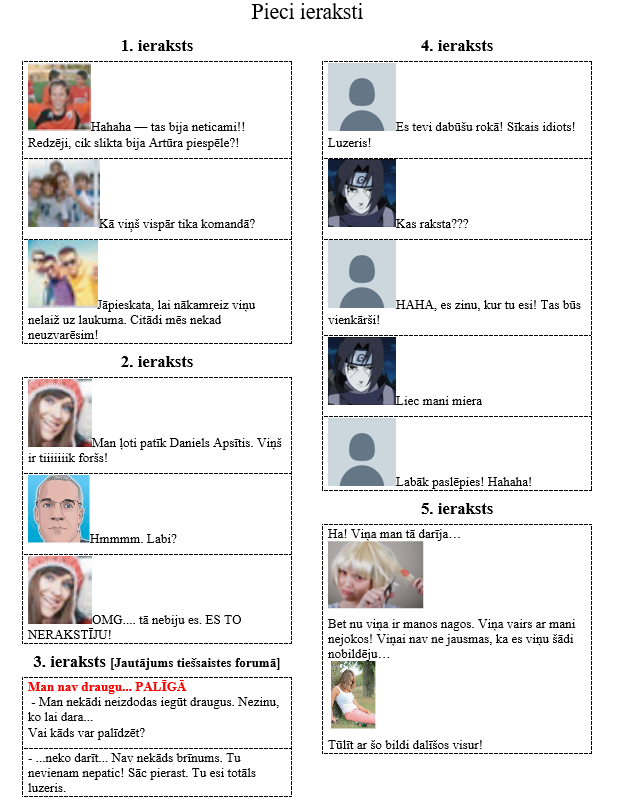 Pieci ieraksti
1. ieraksts
Hahaha — tas bija neticami!!
Redzēji, cik slikta bija Artūra piespēle?!
Kā viņš vispār tika komandā?
Jāpieskata, lai nākamreiz viņu
nelaiž uz laukuma. Citādi mēs nekad
neuzvarēsim!
2. ieraksts
Man ļoti patīk Daniels Apsītis. Viņš
ir tiiiiiiik foršs!
Hmmmm. Labi?
OMG.... tā nebiju es. ES TO
NERAKSTĪJU!
3. ieraksts [Jautājums tiešsaistes forumā]
Man nav draugu... PALĪGĀ
- Man nekādi neizdodas iegūt draugus. Nezinu,
ko lai dara...
Vai kāds var palīdzēt?
- ...neko darīt... Nav nekāds brīnums. Tu
nevienam nepatic! Sāc pierast. Tu esi totāls
luzeris.
4. ieraksts
Es tevi dabūšu rokā! Sīkais idiots!
Luzeris!
Kas raksta???
HAHA, es zinu, kur tu esi! Tas būs
vienkārši!
Liec mani miera
Labāk paslēpies! Hahaha!
5. ieraksts
Ha! Viņa man tā darīja…
Bet nu viņa ir manos nagos. Viņa vairs ar mani
nejokos! Viņai nav ne jausmas, ka es viņu šādi
nobildēju…
Tūlīt ar šo bildi dalīšos visur!